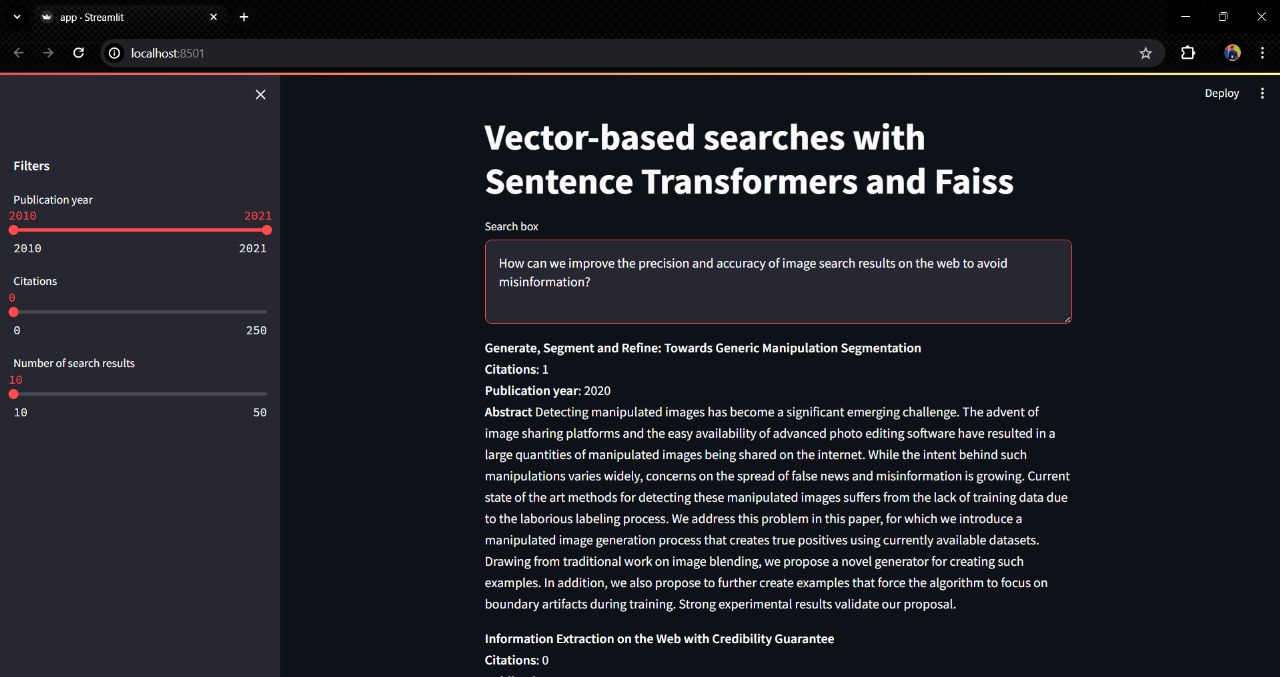 app · Streamlit
localhost:8501
Deploy
Filters
Publication year
2010 2021
2010 2021
Citations
0
0 250
Number of search results
10
10 50
Vector-based searches with
Sentence Transformers and Faiss
Search box
How can we improve the precision and accuracy of image search results on the web to avoid
misinformation?
Generate, Segment and Refine: Towards Generic Manipulation Segmentation
Citations: 1
Publication year: 2020
Abstract Detecting manipulated images has become a significant emerging challenge. The advent of
image sharing platforms and the easy availability of advanced photo editing software have resulted in a
large quantities of manipulated images being shared on the internet. While the intent behind such
manipulations varies widely, concerns on the spread of false news and misinformation is growing. Current
state of the art methods for detecting these manipulated images suffers from the lack of training data due
to the laborious labeling process. We address this problem in this paper, for which we introduce a
manipulated image generation process that creates true positives using currently available datasets.
Drawing from traditional work on image blending, we propose a novel generator for creating such
examples. In addition, we also propose to further create examples that force the algorithm to focus on
boundary artifacts during training. Strong experimental results validate our proposal.
Information Extraction on the Web with Credibility Guarantee
Citations: 0